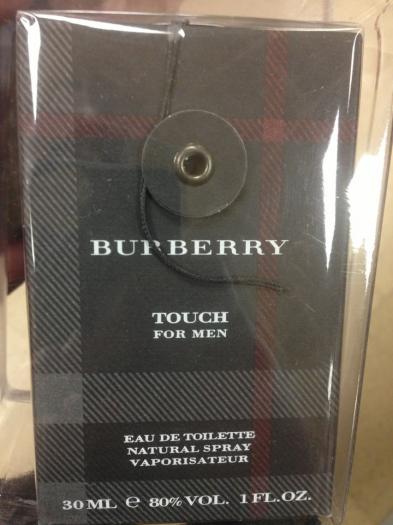 BURBERRY
TOUCH
FOR MEN
EAU DE TOILETTE
NATURAL SPRAY
VAPORISATEUR
30 ML ℮ 80% VOL. 1 FL.OZ.